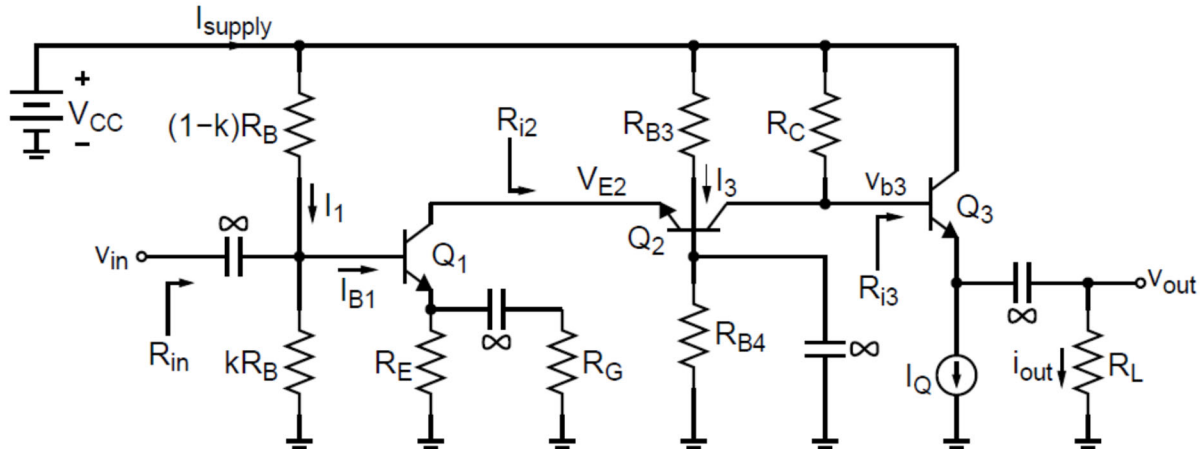 I_supply
+
V_CC
−
(1−k)R_B
R_i2
R_B3
R_C
V_E2
I_3
v_b3
Q_3
I_1
∞
v_in
Q_1
Q_2
I_B1
R_i3
∞
v_out
R_in
kR_B
R_E
∞
R_G
R_B4
∞
I_Q
i_out
R_L